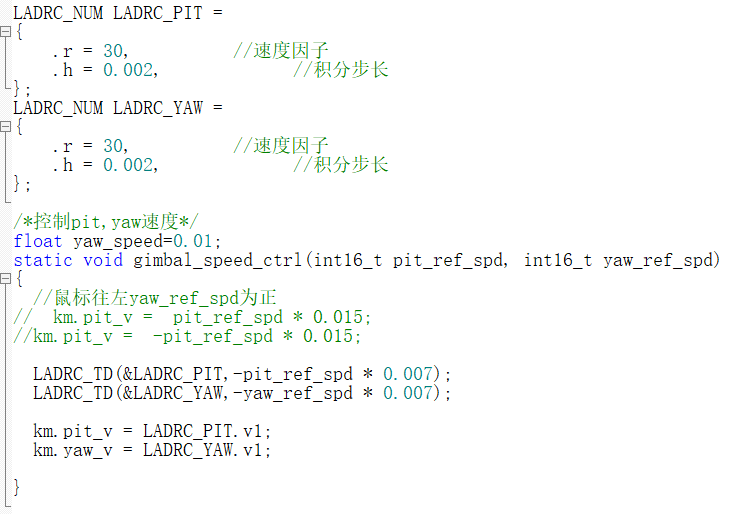 LADRC_NUM LADRC_PIT =
{
    .r = 30,          //速度因子
    .h = 0.002,             //积分步长
};
LADRC_NUM LADRC_YAW =
{
    .r = 30,          //速度因子
    .h = 0.002,             //积分步长
};
/*控制pit,yaw速度*/
float yaw_speed=0.01;
static void gimbal_speed_ctrl(int16_t pit_ref_spd, int16_t yaw_ref_spd)
{
  //鼠标往左yaw_ref_spd为正
//  km.pit_v =  pit_ref_spd * 0.015;
//km.pit_v =  -pit_ref_spd * 0.015;
  LADRC_TD(&LADRC_PIT,-pit_ref_spd * 0.007);
  LADRC_TD(&LADRC_YAW,-yaw_ref_spd * 0.007);
  km.pit_v = LADRC_PIT.v1;
  km.yaw_v = LADRC_YAW.v1;
}